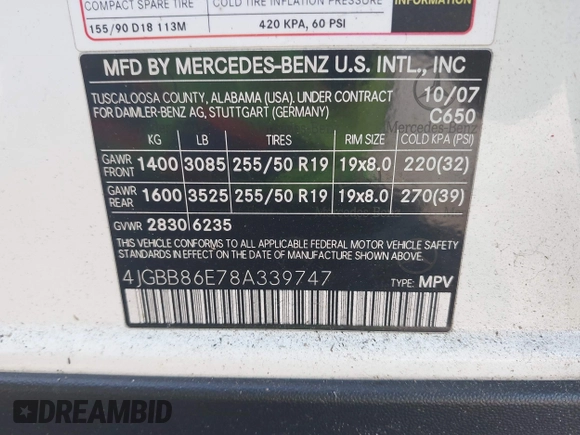 COMPACT SPARE TIRE COLD TIRE INFLATION PRESSURE
155/90 D18 113M 420 KPA, 60 PSI INFORMATION
MFD BY MERCEDES-BENZ U.S. INTL., INC
TUSCALOOSA COUNTY, ALABAMA (USA). UNDER CONTRACT 10/07
FOR DAIMLER-BENZ AG, STUTTGART (GERMANY) C650
Mercedes-Benz
KG LB TIRES RIM SIZE COLD KPA (PSI)
GAWR FRONT 1400 3085 255/50 R19 19x8.0 220(32)
GAWR REAR 1600 3525 255/50 R19 19x8.0 270(39)
GVWR 2830 6235
THIS VEHICLE CONFORMS TO ALL APPLICABLE FEDERAL MOTOR VEHICLE SAFETY
STANDARDS IN EFFECT ON THE DATE OF MANUFACTURE SHOWN ABOVE.
4JGBB86E78A339747 TYPE: MPV
DREAMBID